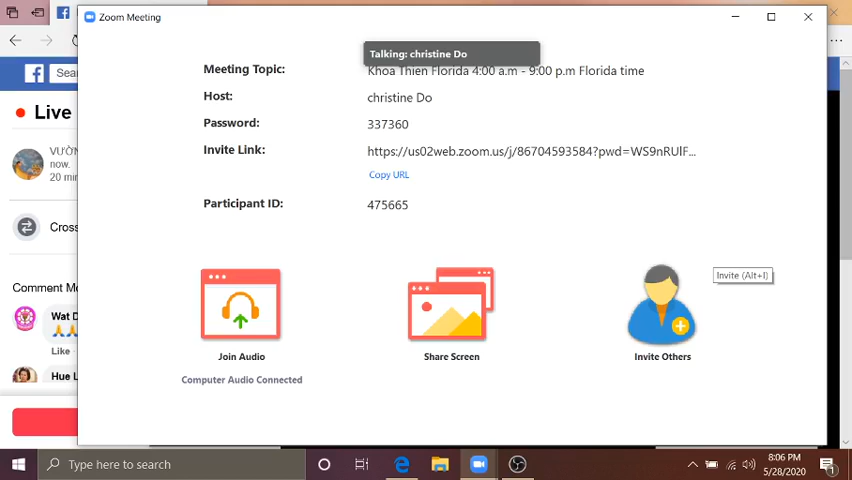 Zoom Meeting
Talking: christine Do
Meeting Topic: Khoa Thien Florida 4:00 a.m - 9:00 p.m Florida time
Host: christine Do
Password: 337360
Invite Link: https://us02web.zoom.us/j/86704593584?pwd=WS9nRUlF...
Copy URL
Participant ID: 475665
Invite (Alt+I)
Join Audio
Share Screen
Invite Others
Computer Audio Connected
Sea
Live
VƯỜN
now.
20 min
Cross
Comment Mo
Wat D
Like
Hue L
Type here to search
8:06 PM
5/28/2020
1